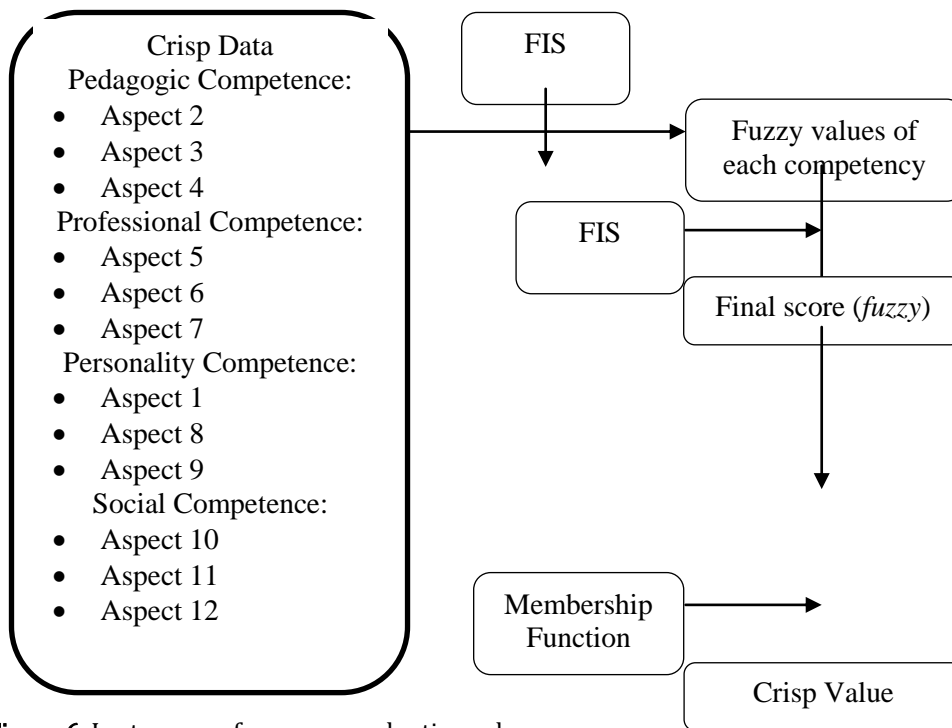 Crisp Data
Pedagogic Competence:
• Aspect 2
• Aspect 3
• Aspect 4
Professional Competence:
• Aspect 5
• Aspect 6
• Aspect 7
Personality Competence:
• Aspect 1
• Aspect 8
• Aspect 9
Social Competence:
• Aspect 10
• Aspect 11
• Aspect 12
FIS
Fuzzy values of
each competency
FIS
Final score (fuzzy)
Membership
Function
Crisp Value